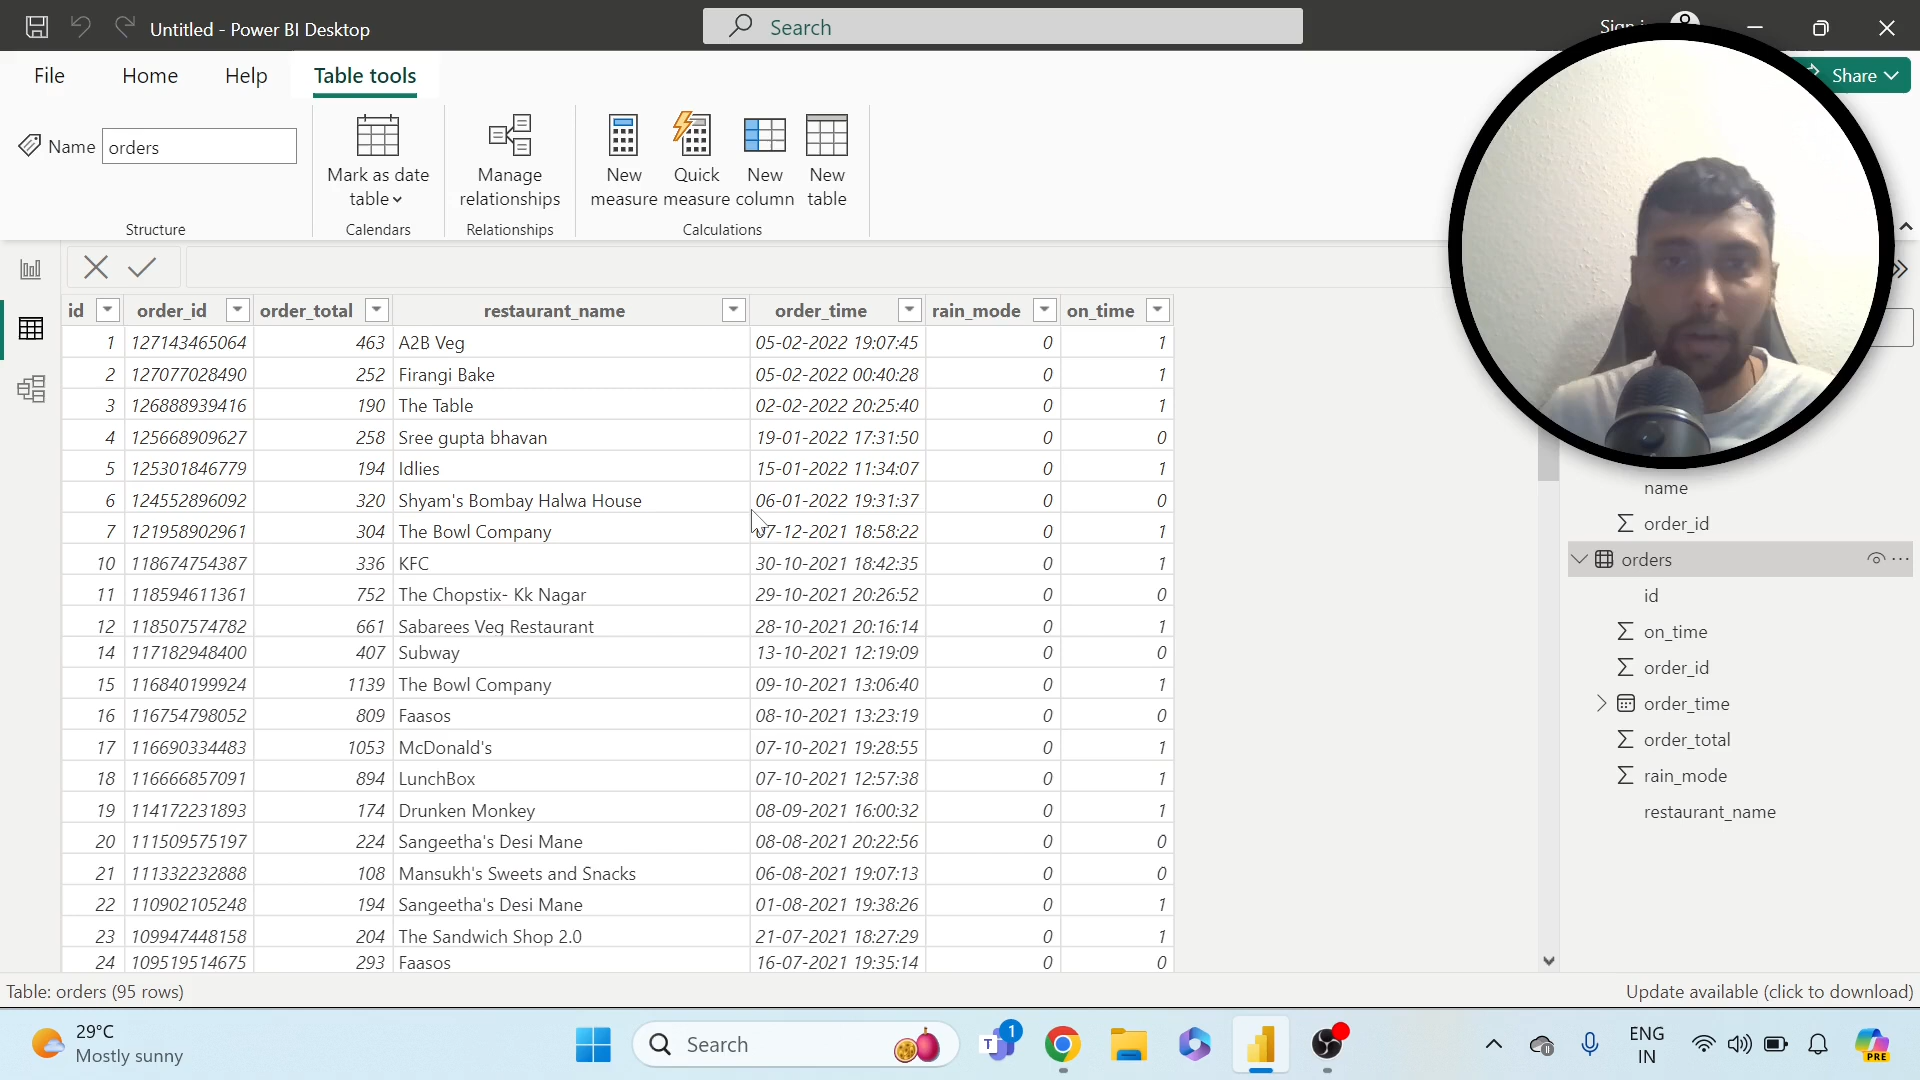 Untitled - Power BI Desktop
Search
File
Home
Help
Table tools
Share
Name
orders
Mark as date
table
Manage
relationships
New
measure
Quick
measure
New
column
New
table
Structure
Calendars
Relationships
Calculations
id order_id order_total restaurant_name order_time rain_mode on_time
1 127143465064 463 A2B Veg 05-02-2022 19:07:45 0 1
2 127077028490 252 Firangi Bake 05-02-2022 00:40:28 0 1
3 126888939416 190 The Table 02-02-2022 20:25:40 0 1
4 125668909627 258 Sree gupta bhavan 19-01-2022 17:31:50 0 0
5 125301846779 194 Idlies 15-01-2022 11:34:07 0 1
6 124552896092 320 Shyam's Bombay Halwa House 06-01-2022 19:31:37 0 0
7 121958902961 304 The Bowl Company 07-12-2021 18:58:22 0 1
10 118674754387 336 KFC 30-10-2021 18:42:35 0 1
11 118594611361 752 The Chopstix- Kk Nagar 29-10-2021 20:26:52 0 0
12 118507574782 661 Sabarees Veg Restaurant 28-10-2021 20:16:14 0 1
14 117182948400 407 Subway 13-10-2021 12:19:09 0 0
15 116840199924 1139 The Bowl Company 09-10-2021 13:06:40 0 1
16 116754798052 809 Faasos 08-10-2021 13:23:19 0 0
17 116690334483 1053 McDonald's 07-10-2021 19:28:55 0 1
18 116666857091 894 LunchBox 07-10-2021 12:57:38 0 1
19 114172231893 174 Drunken Monkey 08-09-2021 16:00:32 0 1
20 111509575197 224 Sangeetha's Desi Mane 08-08-2021 20:22:56 0 0
21 111332232888 108 Mansukh's Sweets and Snacks 06-08-2021 19:07:13 0 0
22 110902105248 194 Sangeetha's Desi Mane 01-08-2021 19:38:26 0 1
23 109947448158 204 The Sandwich Shop 2.0 21-07-2021 18:27:29 0 1
24 109519514675 293 Faasos 16-07-2021 19:35:14 0 0
name
order_id
orders
id
on_time
order_id
order_time
order_total
rain_mode
restaurant_name
Table: orders (95 rows)
Update available (click to download)
29°C
Mostly sunny
Search
1
T
ENG
IN
PRE